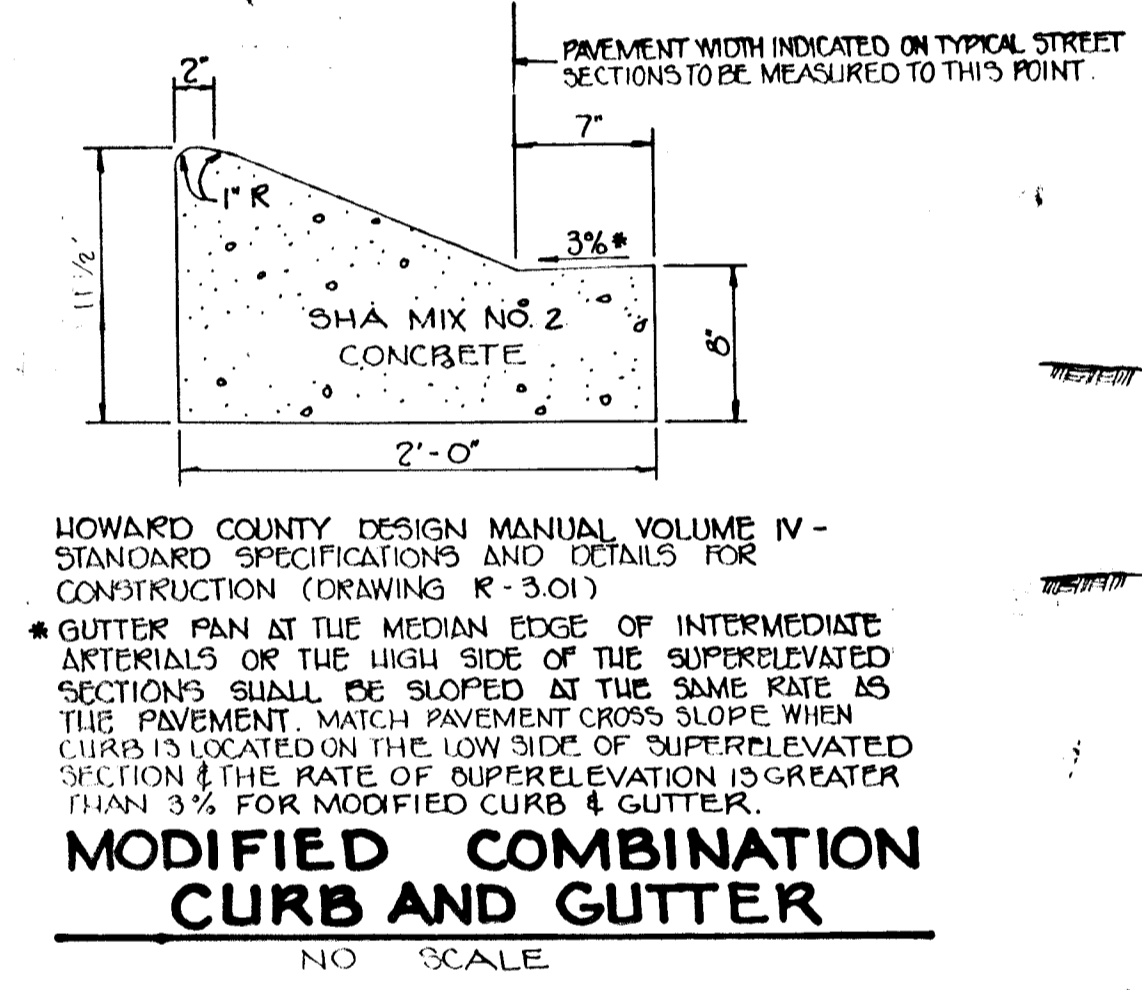 PAVEMENT WIDTH INDICATED ON TYPICAL STREET
SECTIONS TO BE MEASURED TO THIS POINT.
2"
7"
1" R
3%*
11 1/2"
SHA MIX NO. 2
CONCRETE
8"
2'-0"
HOWARD COUNTY DESIGN MANUAL VOLUME IV -
STANDARD SPECIFICATIONS AND DETAILS FOR
CONSTRUCTION (DRAWING R-3.01)
* GUTTER PAN AT THE MEDIAN EDGE OF INTERMEDIATE
ARTERIALS OR THE HIGH SIDE OF THE SUPERELEVATED
SECTIONS SHALL BE SLOPED AT THE SAME RATE AS
THE PAVEMENT. MATCH PAVEMENT CROSS SLOPE WHEN
CURB IS LOCATED ON THE LOW SIDE OF SUPERELEVATED
SECTION & THE RATE OF SUPERELEVATION IS GREATER
THAN 3% FOR MODIFIED CURB & GUTTER.
MODIFIED COMBINATION
CURB AND GUTTER
NO SCALE